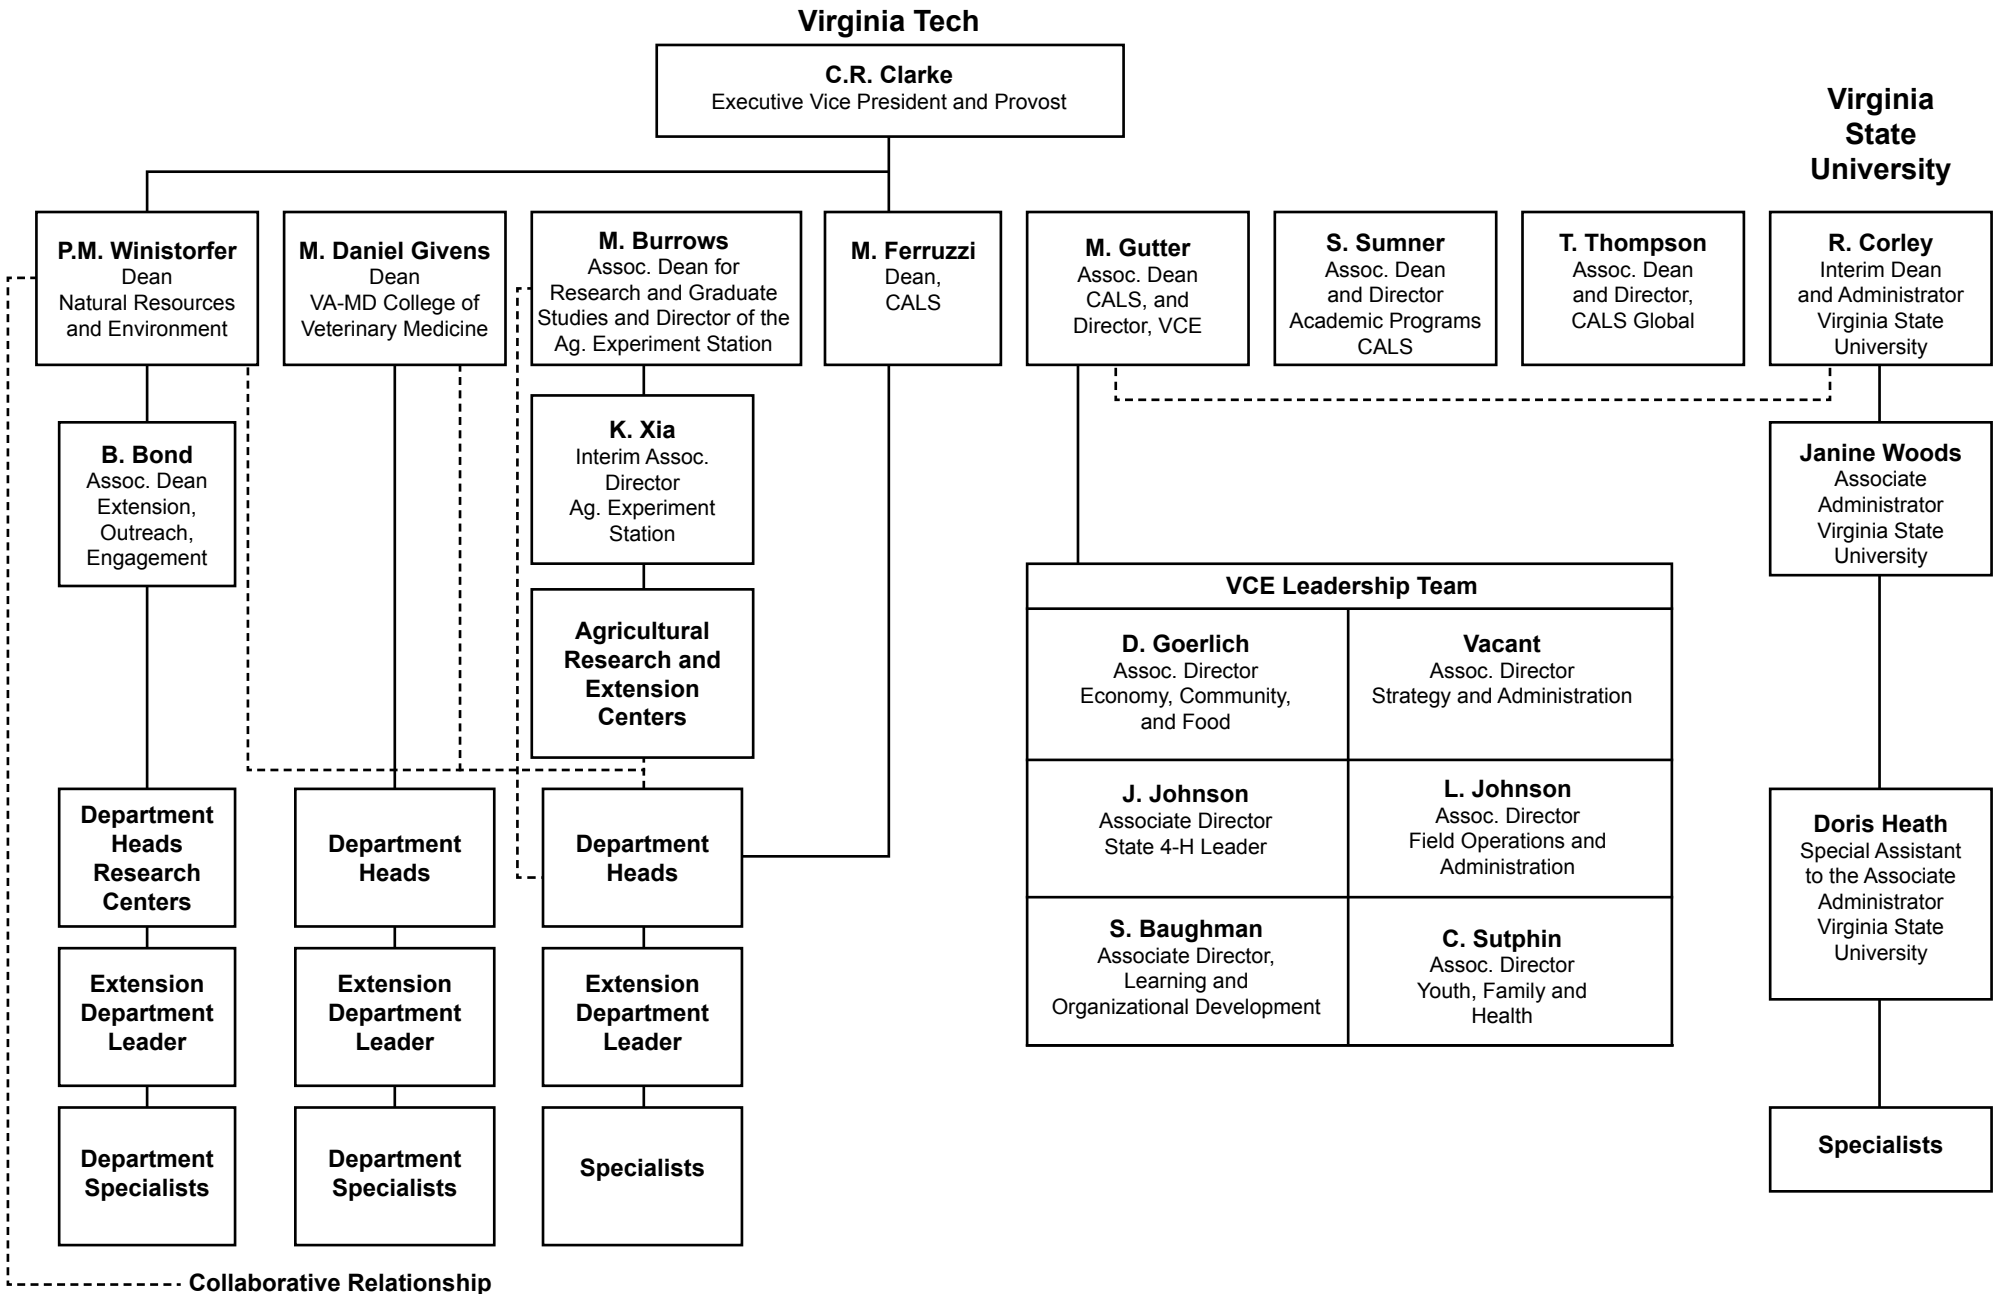 Virginia Tech
C.R. Clarke
Executive Vice President and Provost
Virginia
State
University
P.M. Winistorfer
Dean
Natural Resources
and Environment
M. Daniel Givens
Dean
VA-MD College of
Veterinary Medicine
M. Burrows
Assoc. Dean for
Research and Graduate
Studies and Director of the
Ag. Experiment Station
M. Ferruzzi
Dean,
CALS
M. Gutter
Assoc. Dean
CALS, and
Director, VCE
S. Sumner
Assoc. Dean
and Director
Academic Programs
CALS
T. Thompson
Assoc. Dean
and Director,
CALS Global
R. Corley
Interim Dean
and Administrator
Virginia State
University
B. Bond
Assoc. Dean
Extension,
Outreach,
Engagement
K. Xia
Interim Assoc.
Director
Ag. Experiment
Station
Janine Woods
Associate
Administrator
Virginia State
University
Agricultural
Research and
Extension
Centers
VCE Leadership Team
D. Goerlich
Assoc. Director
Economy, Community,
and Food
Vacant
Assoc. Director
Strategy and Administration
J. Johnson
Associate Director
State 4-H Leader
L. Johnson
Assoc. Director
Field Operations and
Administration
S. Baughman
Associate Director,
Learning and
Organizational Development
C. Sutphin
Assoc. Director
Youth, Family and
Health
Department
Heads
Research
Centers
Department
Heads
Department
Heads
Doris Heath
Special Assistant
to the Associate
Administrator
Virginia State
University
Extension
Department
Leader
Extension
Department
Leader
Extension
Department
Leader
Department
Specialists
Department
Specialists
Specialists
Specialists
Collaborative Relationship